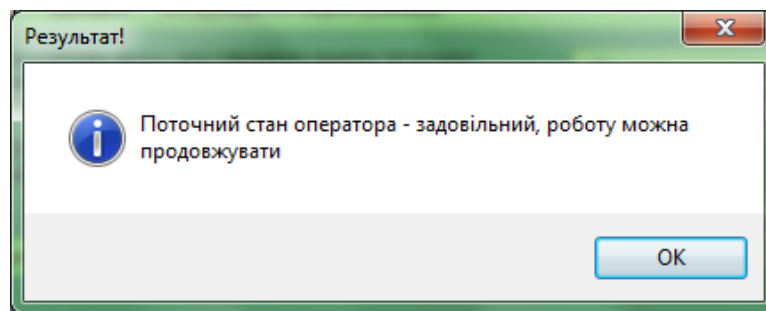 Результат!
Поточний стан оператора - задовільний, роботу можна
продовжувати
OK